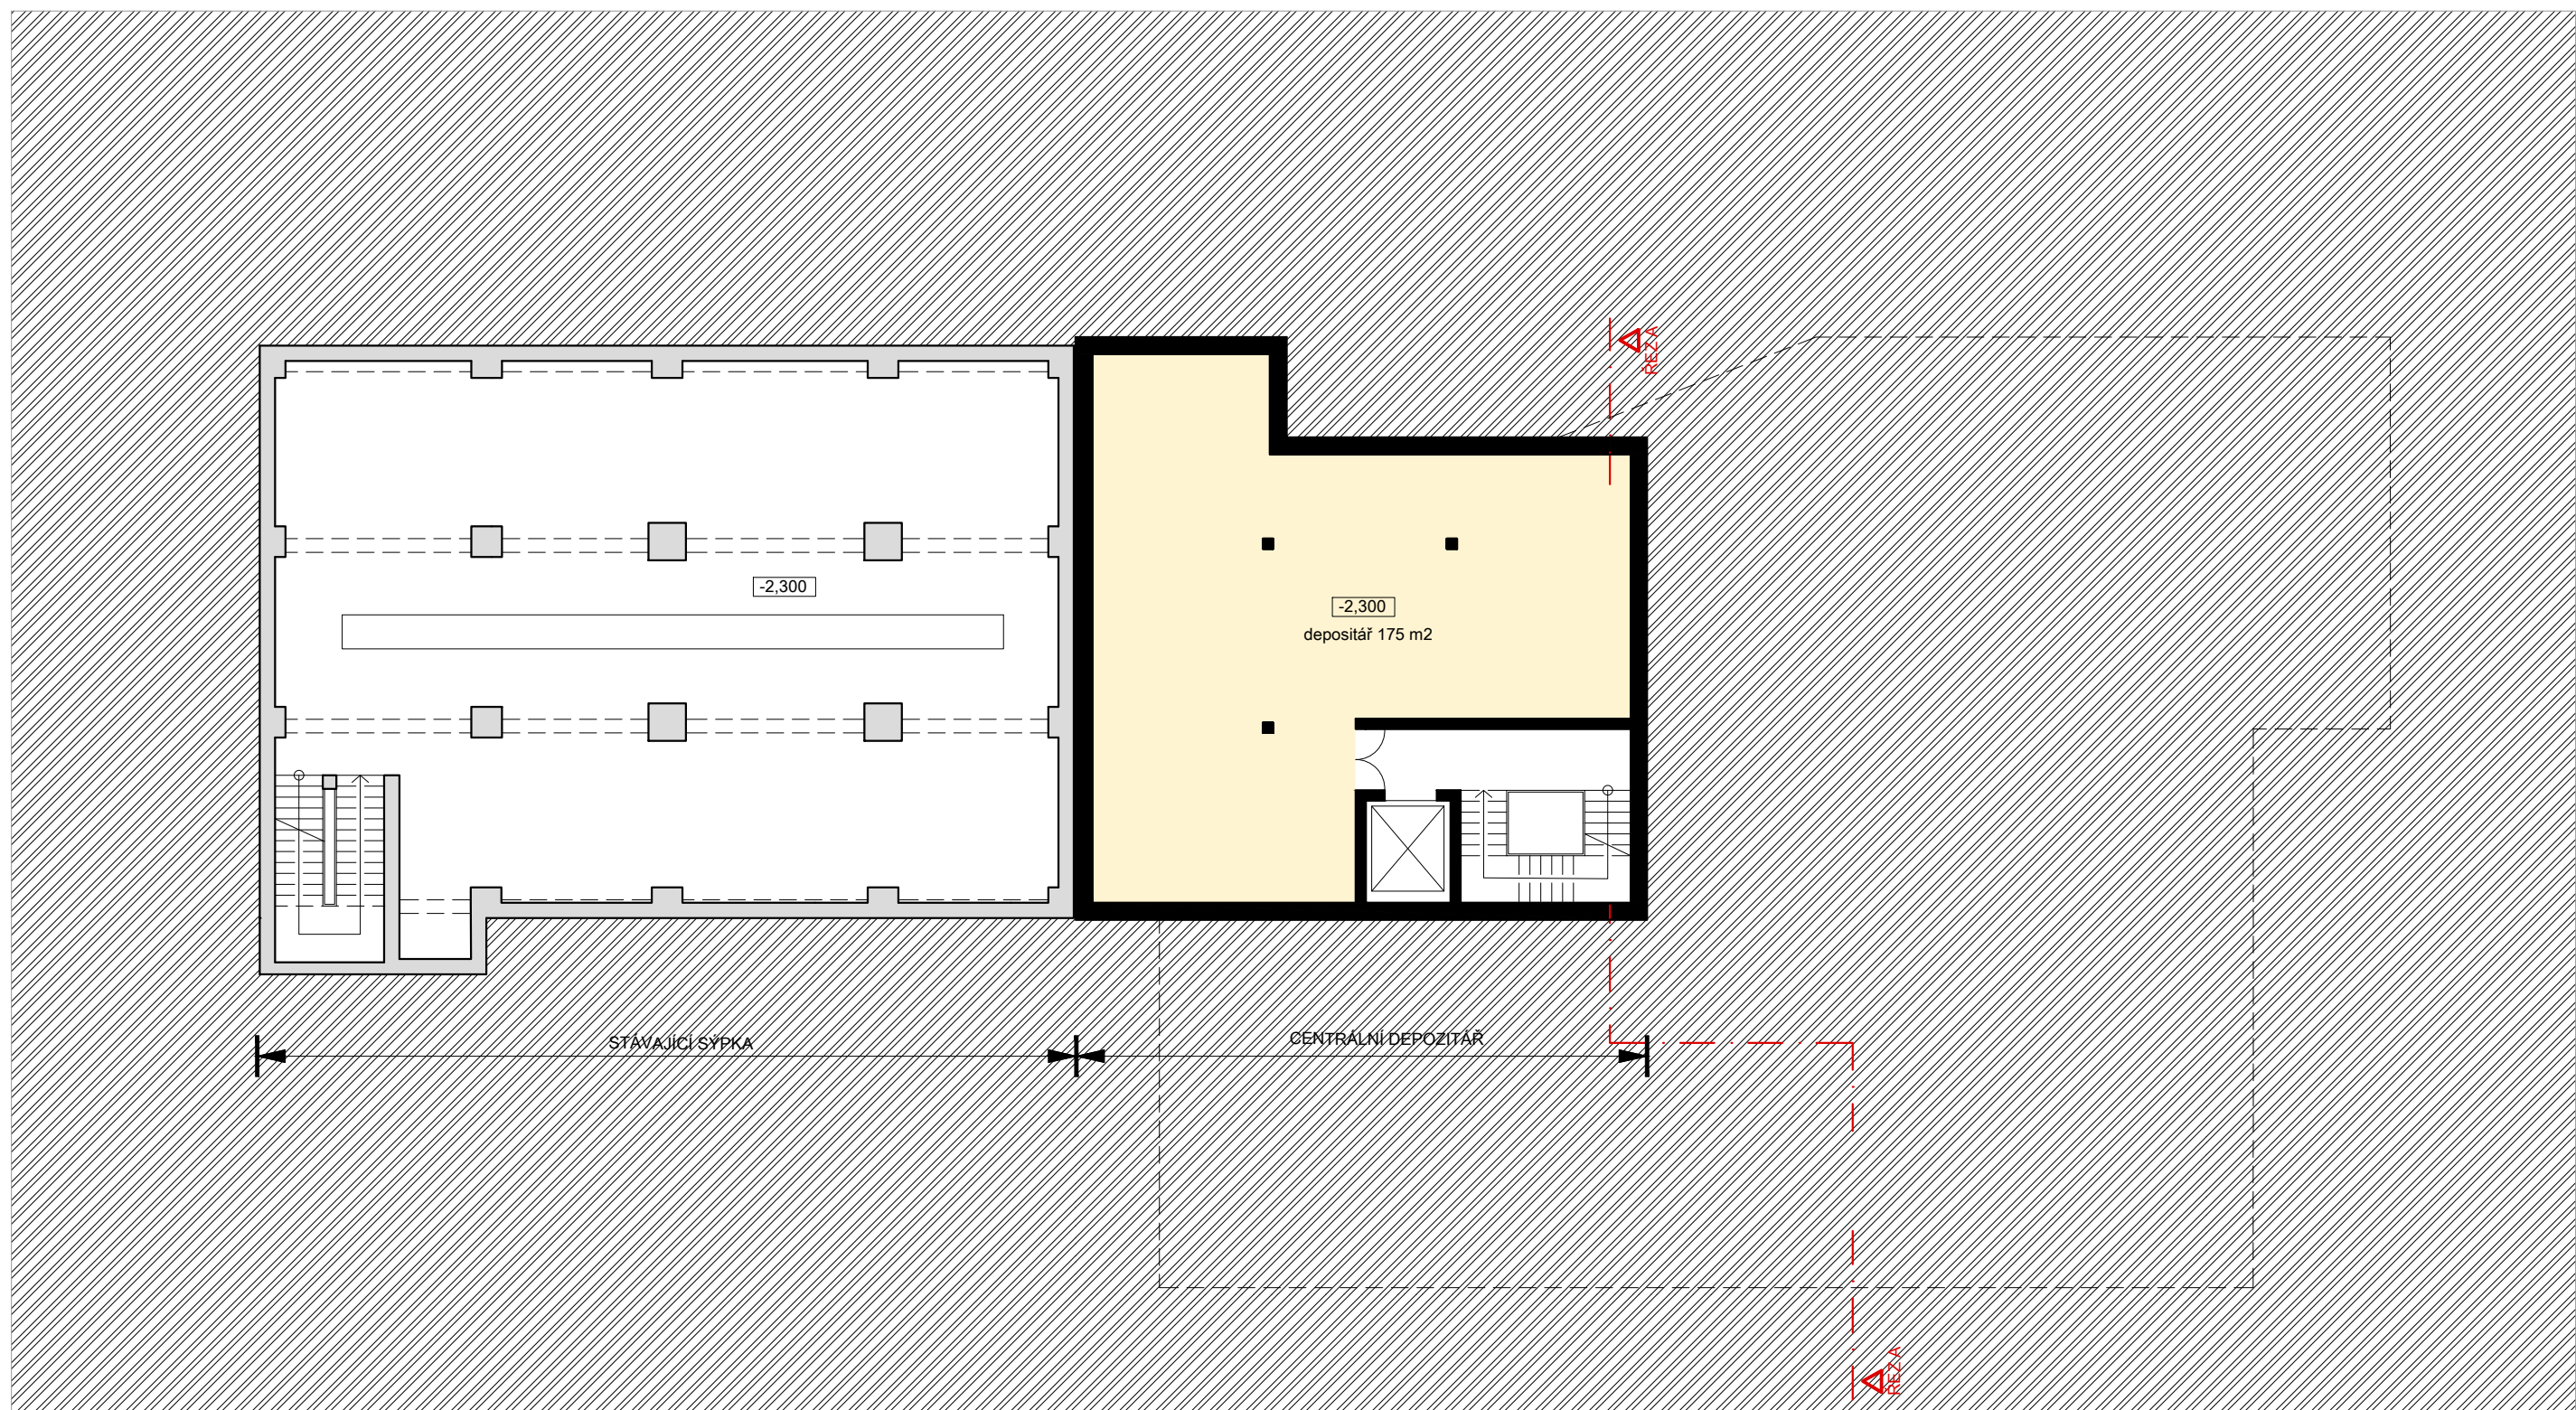 ŘEZ A
-2,300
-2,300
depositář 175 m2
STÁVAJÍCÍ SÝPKA
CENTRÁLNÍ DEPOZITÁŘ
ŘEZ A